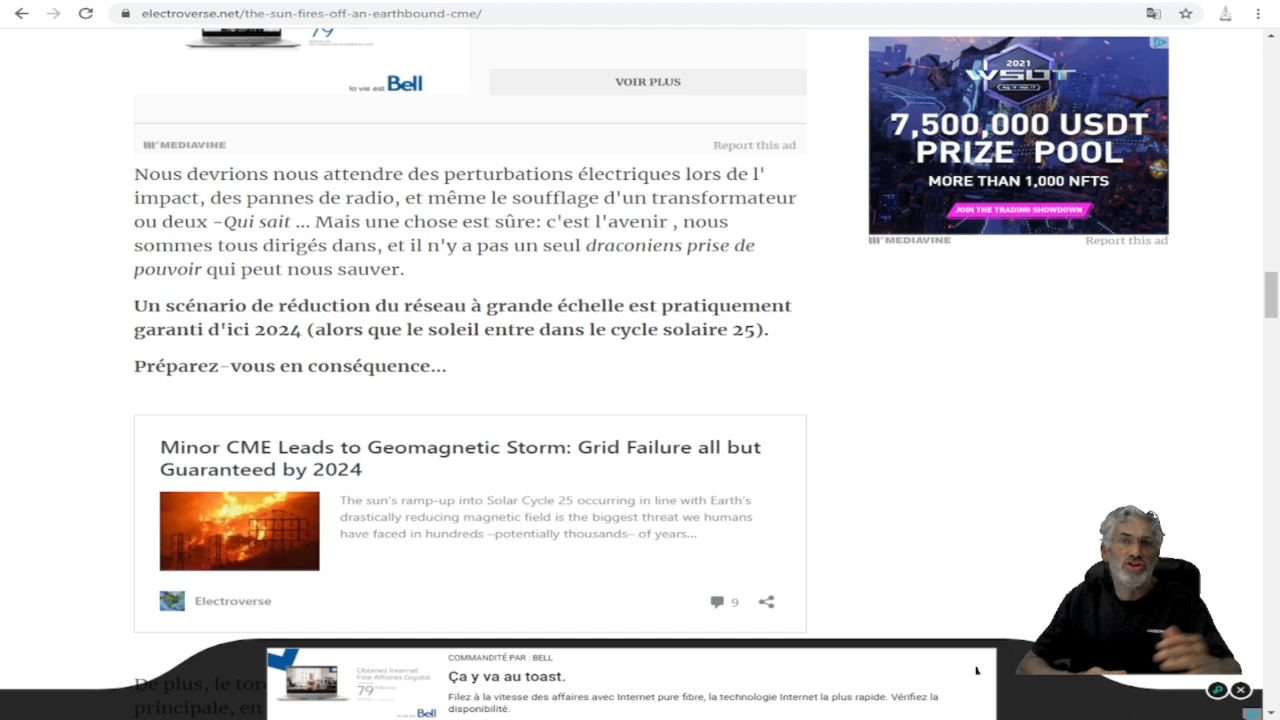 electroverse.net/the-sun-fires-off-an-earthbound-cme/
79
la vie est Bell
VOIR PLUS
MEDIAVINE
Report this ad
Nous devrions nous attendre des perturbations électriques lors de l'
impact, des pannes de radio, et même le soufflage d'un transformateur
ou deux -Qui sait ... Mais une chose est sûre: c'est l'avenir , nous
sommes tous dirigés dans, et il n'y a pas un seul draconiens prise de
pouvoir qui peut nous sauver.
Un scénario de réduction du réseau à grande échelle est pratiquement
garanti d'ici 2024 (alors que le soleil entre dans le cycle solaire 25).
Préparez-vous en conséquence...
Minor CME Leads to Geomagnetic Storm: Grid Failure all but
Guaranteed by 2024
The sun's ramp-up into Solar Cycle 25 occurring in line with Earth's
drastically reducing magnetic field is the biggest threat we humans
have faced in hundreds –potentially thousands– of years...
Electroverse
9
2021
WSOT
7,500,000 USDT
PRIZE POOL
MORE THAN 1,000 NFTS
JOIN THE TRADING SHOWDOWN
MEDIAVINE
Report this ad
De plus, le
principale, en
Obtenez Internet
Fibe Affaires Gigabit
79
Bell
COMMANDITÉ PAR : BELL
Ça y va au toast.
Filez à la vitesse des affaires avec Internet pure fibre, la technologie Internet la plus rapide. Vérifiez la
disponibilité.